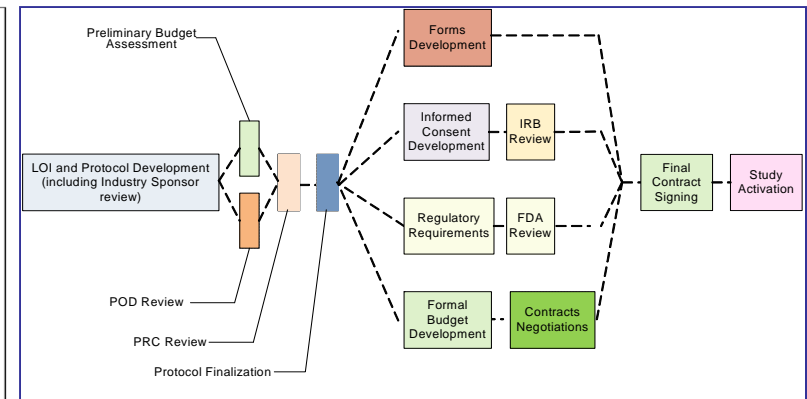 Preliminary Budget
Assessment
Forms
Development
Informed
Consent
Development
IRB
Review
LOI and Protocol Development
(including Industry Sponsor
review)
Final
Contract
Signing
Study
Activation
Regulatory
Requirements
FDA
Review
POD Review
Formal
Budget
Development
Contracts
Negotiations
PRC Review
Protocol Finalization